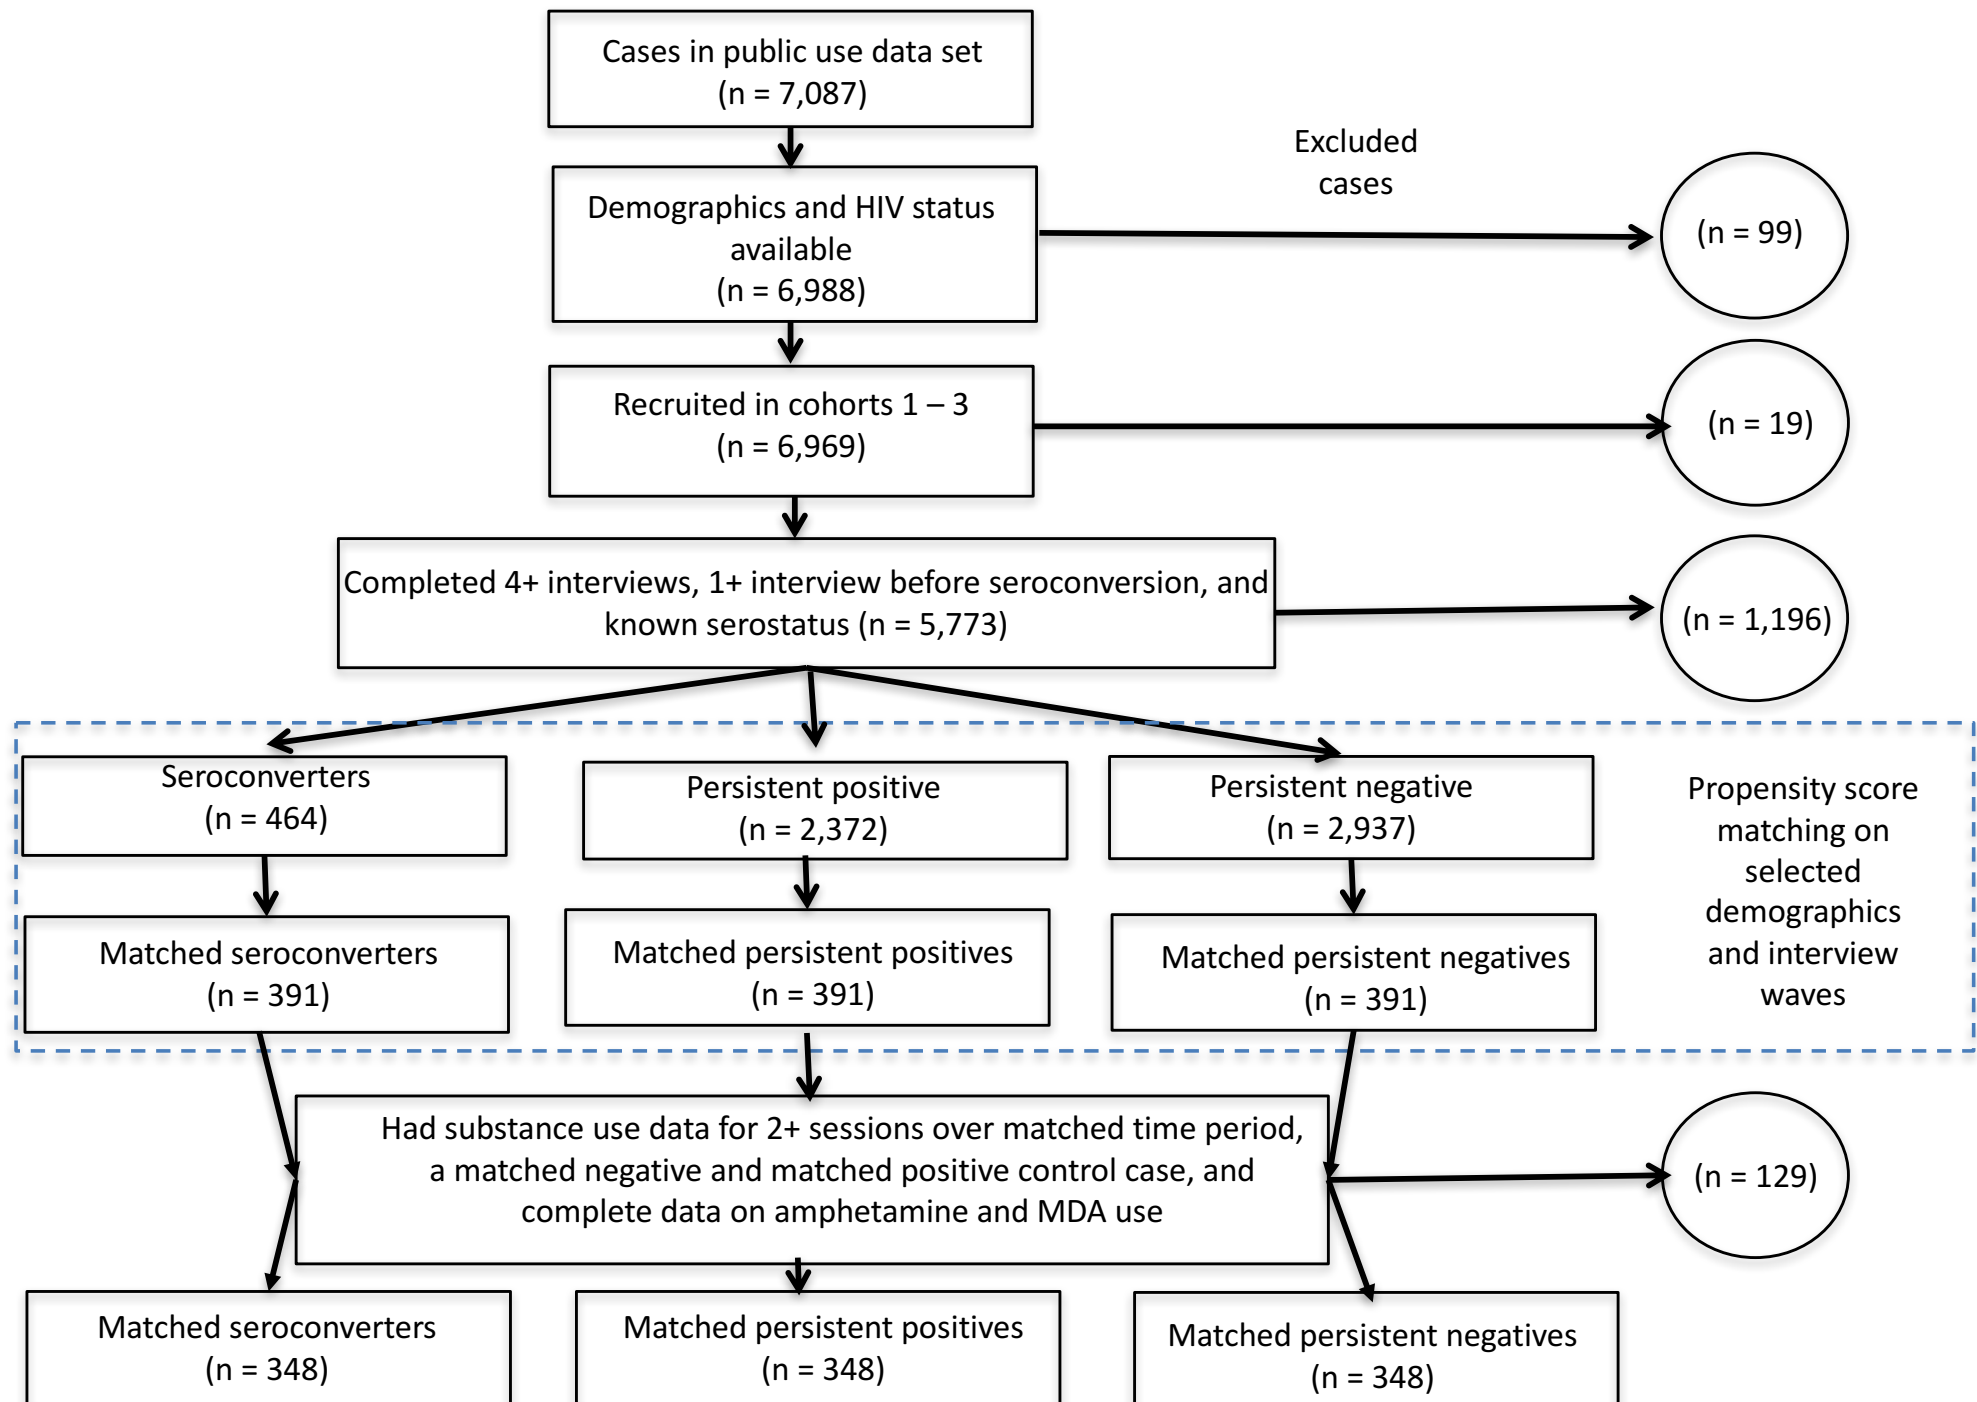 Cases in public use data set
(n = 7,087)
Excluded
cases
Demographics and HIV status
available
(n = 6,988)
(n = 99)
Recruited in cohorts 1 – 3
(n = 6,969)
(n = 19)
Completed 4+ interviews, 1+ interview before seroconversion, and
known serostatus (n = 5,773)
(n = 1,196)
Seroconverters
(n = 464)
Persistent positive
(n = 2,372)
Persistent negative
(n = 2,937)
Propensity score
matching on
selected
demographics
and interview
waves
Matched seroconverters
(n = 391)
Matched persistent positives
(n = 391)
Matched persistent negatives
(n = 391)
Had substance use data for 2+ sessions over matched time period,
a matched negative and matched positive control case, and
complete data on amphetamine and MDA use
(n = 129)
Matched seroconverters
(n = 348)
Matched persistent positives
(n = 348)
Matched persistent negatives
(n = 348)